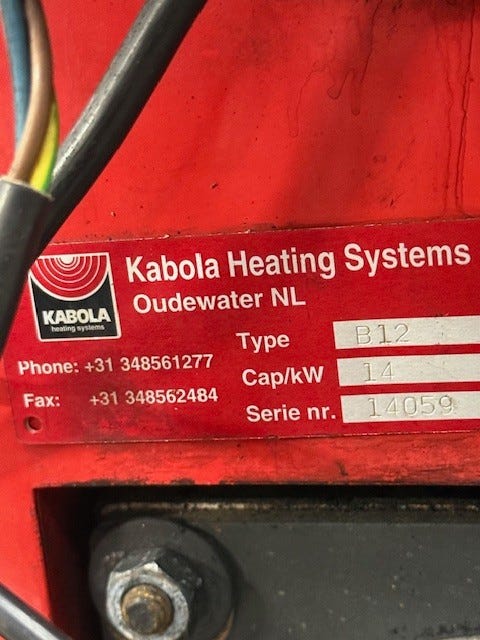 Kabola Heating Systems
Oudewater NL
KABOLA
heating systems
Phone: +31 348561277
Fax: +31 348562484
Type B12
Cap/kW 14
Serie nr. 14059